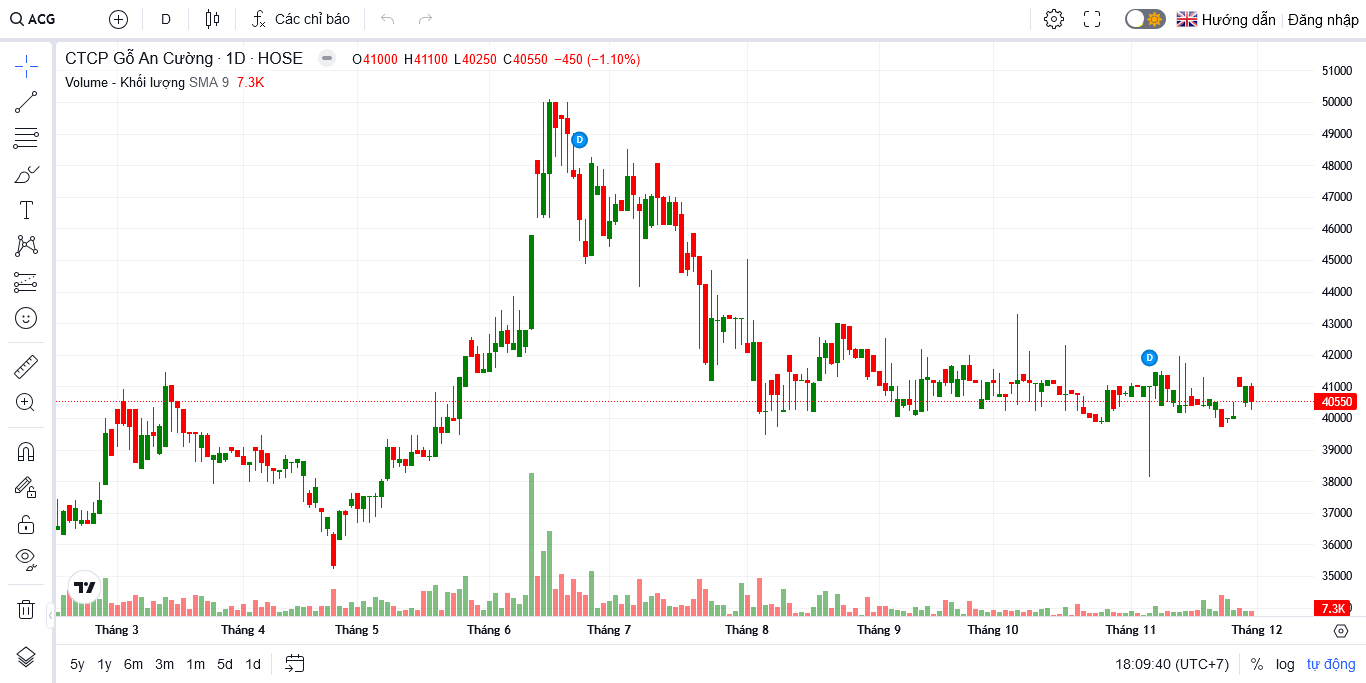 ACG D Các chỉ báo Hướng dẫn Đăng nhập
CTCP Gỗ An Cường · 1D · HOSE O41000 H41100 L40250 C40550 −450 (−1.10%)
Volume - Khối lượng SMA 9 7.3K
51000
50000
49000
D
48000
47000
46000
45000
44000
43000
D
42000
41000
40550
40000
39000
38000
37000
36000
35000
7.3K
Tháng 3 Tháng 4 Tháng 5 Tháng 6 Tháng 7 Tháng 8 Tháng 9 Tháng 10 Tháng 11 Tháng 12
5y 1y 6m 3m 1m 5d 1d 18:09:40 (UTC+7) % log tự động